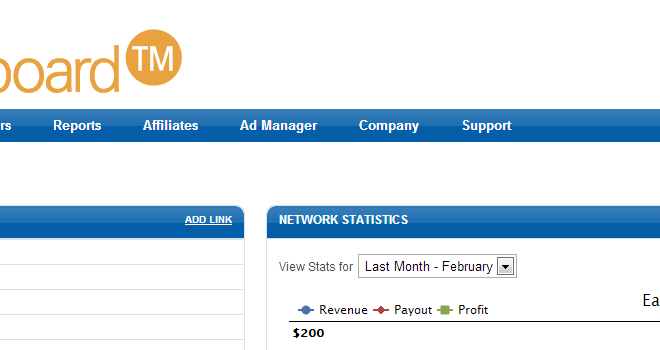 board TM
rs Reports Affiliates Ad Manager Company Support
ADD LINK
NETWORK STATISTICS
View Stats for Last Month - February
Ea
Revenue Payout Profit
$200